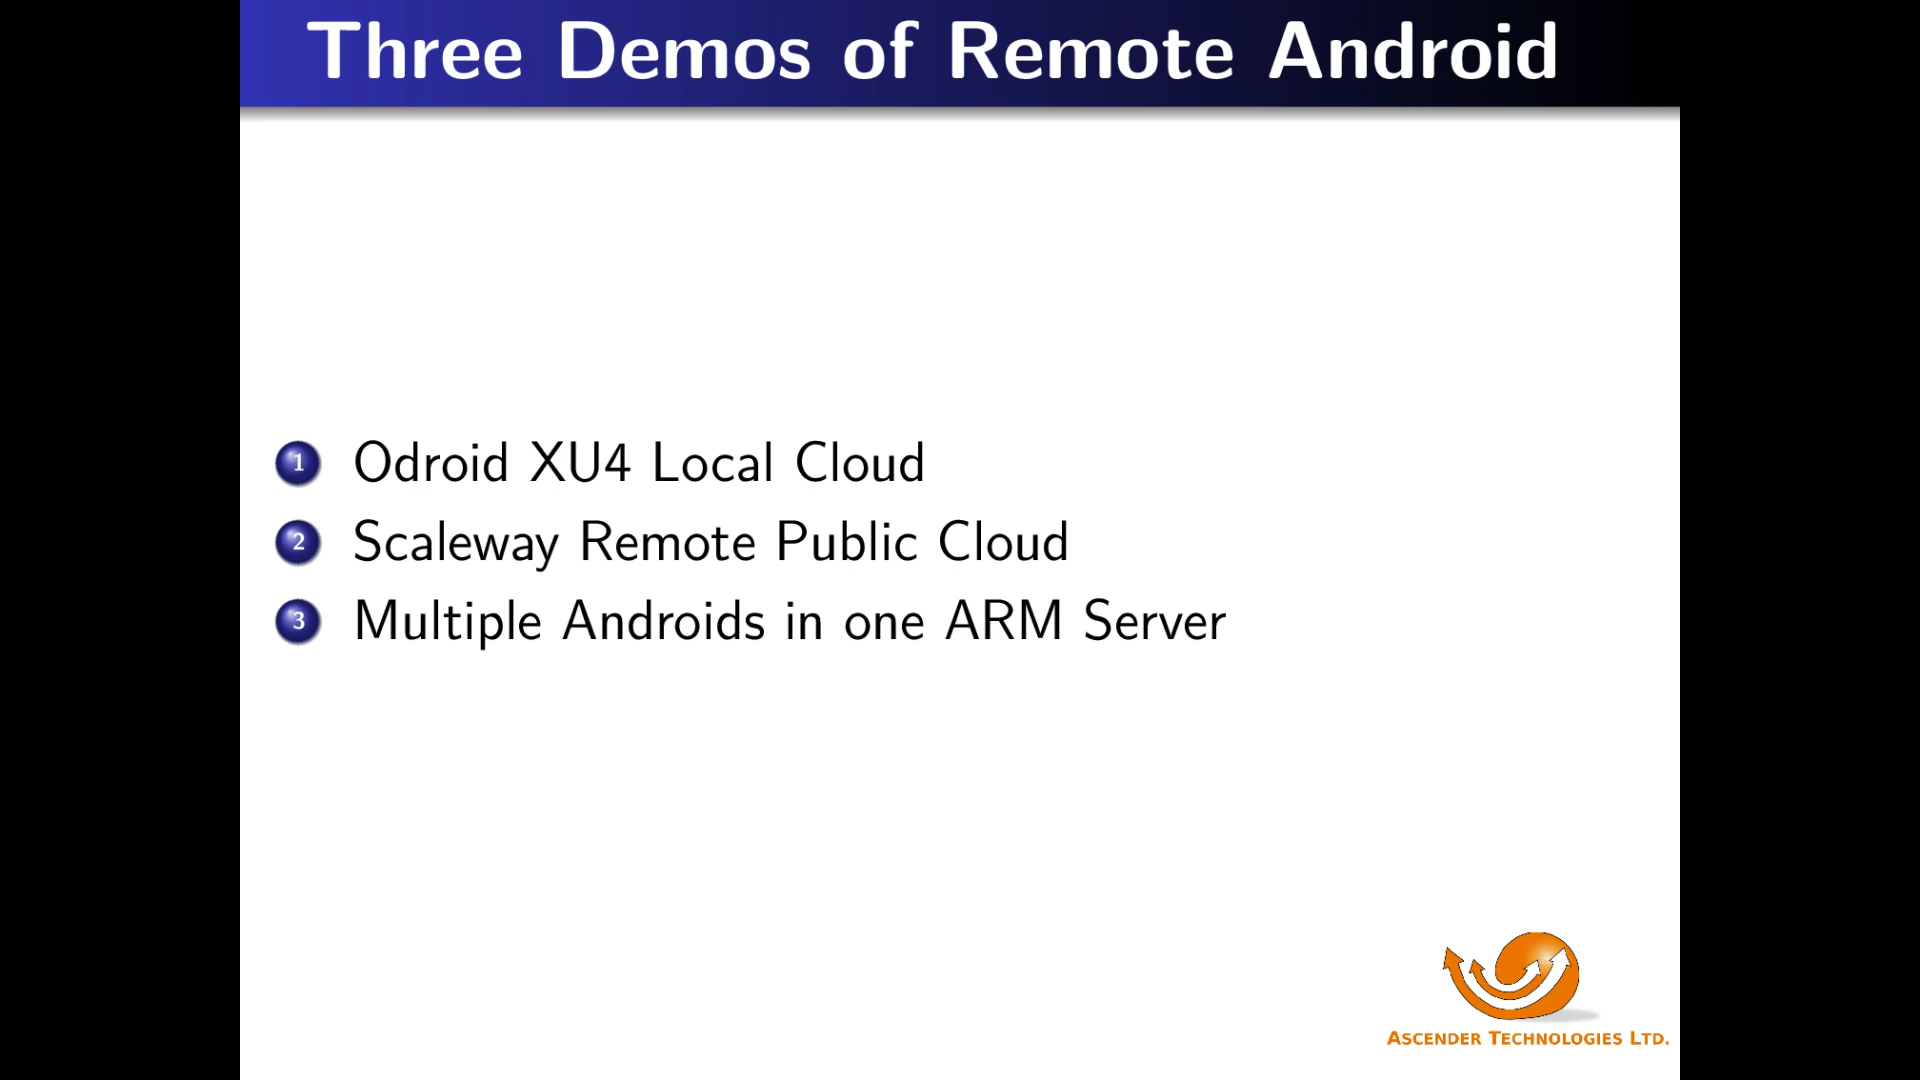 Three Demos of Remote Android
1 Odroid XU4 Local Cloud
2 Scaleway Remote Public Cloud
3 Multiple Androids in one ARM Server
ASCENDER TECHNOLOGIES LTD.